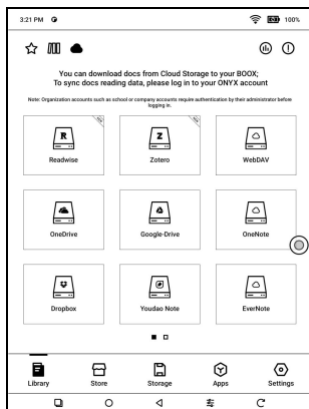 3:21 PM
100%
You can download docs from Cloud Storage to your BOOX;
To sync docs reading data, please log in to your ONYX account
Note: Organization accounts such as school or company accounts require authentication by their administrator before
logging in.
Readwise
Zotero
WebDAV
OneDrive
Google-Drive
OneNote
Dropbox
Youdao Note
EverNote
Library
Store
Storage
Apps
Settings